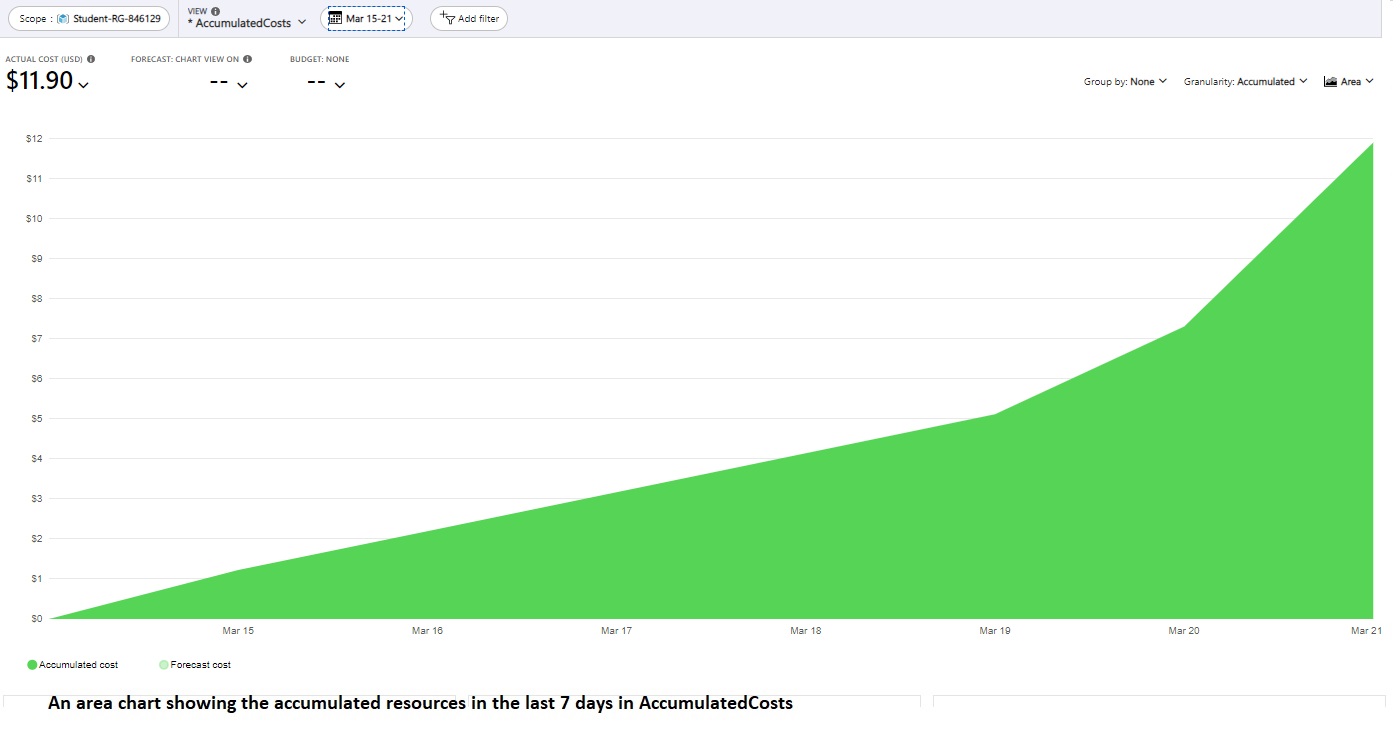 Scope : Student-RG-846129
VIEW
* AccumulatedCosts
Mar 15-21
Add filter
ACTUAL COST (USD)
$11.90
FORECAST: CHART VIEW ON
--
BUDGET: NONE
--
Group by: None
Granularity: Accumulated
Area
$12
$11
$10
$9
$8
$7
$6
$5
$4
$3
$2
$1
$0
Mar 15
Mar 16
Mar 17
Mar 18
Mar 19
Mar 20
Mar 21
Accumulated cost
Forecast cost
An area chart showing the accumulated resources in the last 7 days in AccumulatedCosts